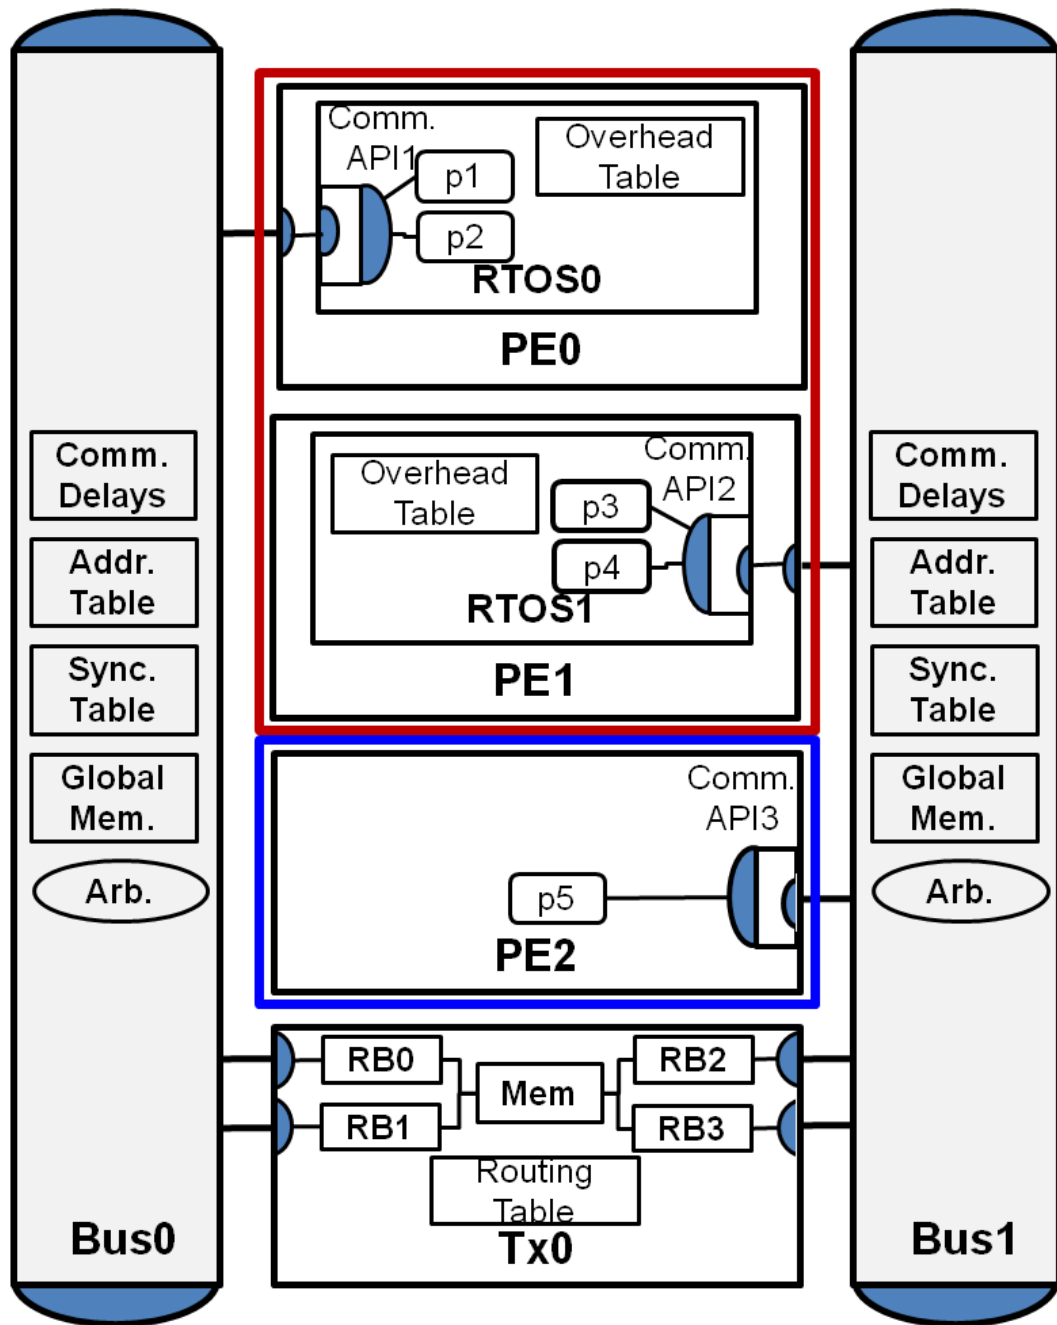 Comm.
API1
p1
p2
Overhead
Table
RTOS0
PE0
Overhead
Table
Comm.
API2
p3
p4
RTOS1
PE1
Comm.
Delays
Addr.
Table
Sync.
Table
Global
Mem.
Arb.
Bus0
Comm.
API3
p5
PE2
RB0
RB1
Mem
RB2
RB3
Routing
Table
Tx0
Comm.
Delays
Addr.
Table
Sync.
Table
Global
Mem.
Arb.
Bus1